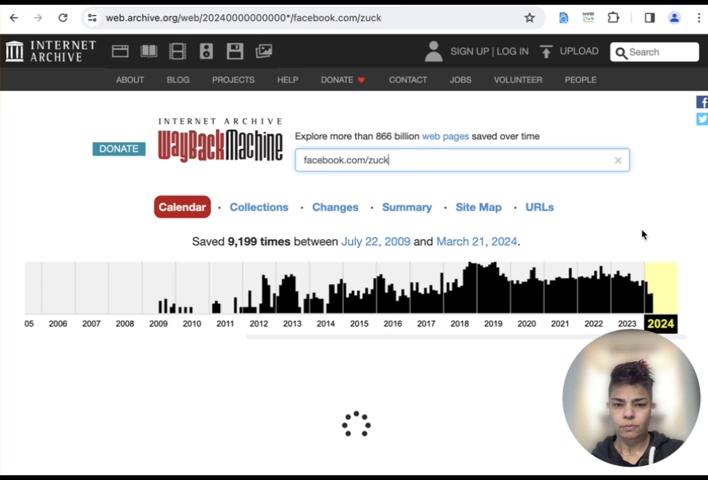 web.archive.org/web/20240000000000*/facebook.com/zuck
INTERNET ARCHIVE
SIGN UP | LOG IN
UPLOAD
Search
ABOUT BLOG PROJECTS HELP DONATE CONTACT JOBS VOLUNTEER PEOPLE
DONATE
INTERNET ARCHIVE
WayBackMachine
Explore more than 866 billion web pages saved over time
facebook.com/zuck
Calendar · Collections · Changes · Summary · Site Map · URLs
Saved 9,199 times between July 22, 2009 and March 21, 2024.
05 2006 2007 2008 2009 2010 2011 2012 2013 2014 2015 2016 2017 2018 2019 2020 2021 2022 2023 2024